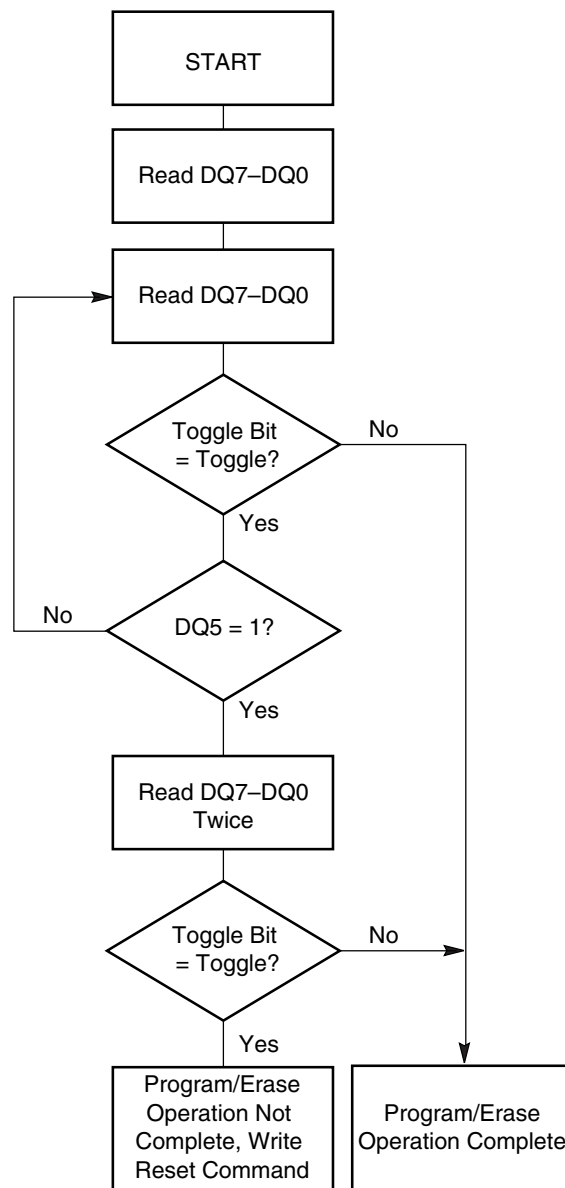 START
Read DQ7–DQ0
Read DQ7–DQ0
Toggle Bit
= Toggle?
No
Yes
No
DQ5 = 1?
Yes
Read DQ7–DQ0
Twice
Toggle Bit
= Toggle?
No
Yes
Program/Erase
Operation Not
Complete, Write
Reset Command
Program/Erase
Operation Complete